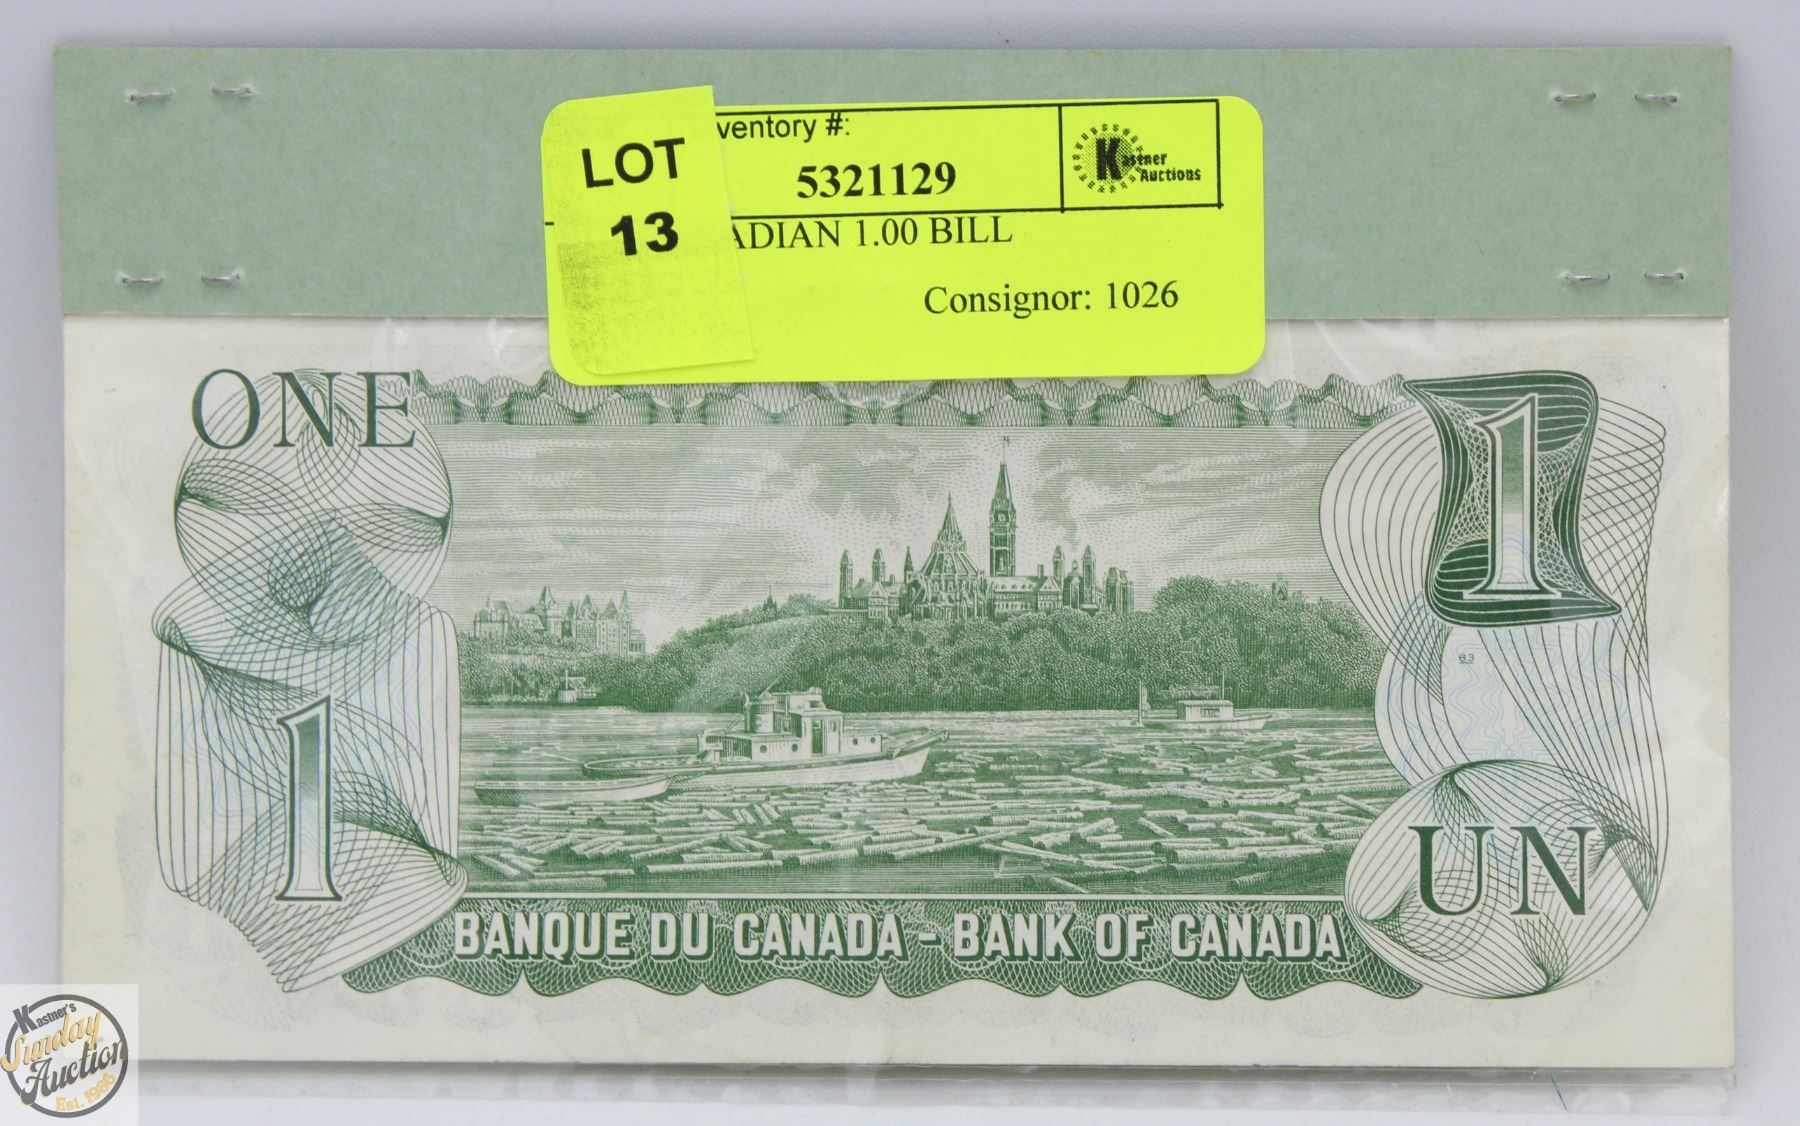 LOT
13
ventory #:
5321129
Kastner
Auctions
ADIAN 1.00 BILL
Consignor: 1026
ONE
1
1
83
UN
BANQUE DU CANADA - BANK OF CANADA
Kastner's
Sunday
Auction
Est. 1986